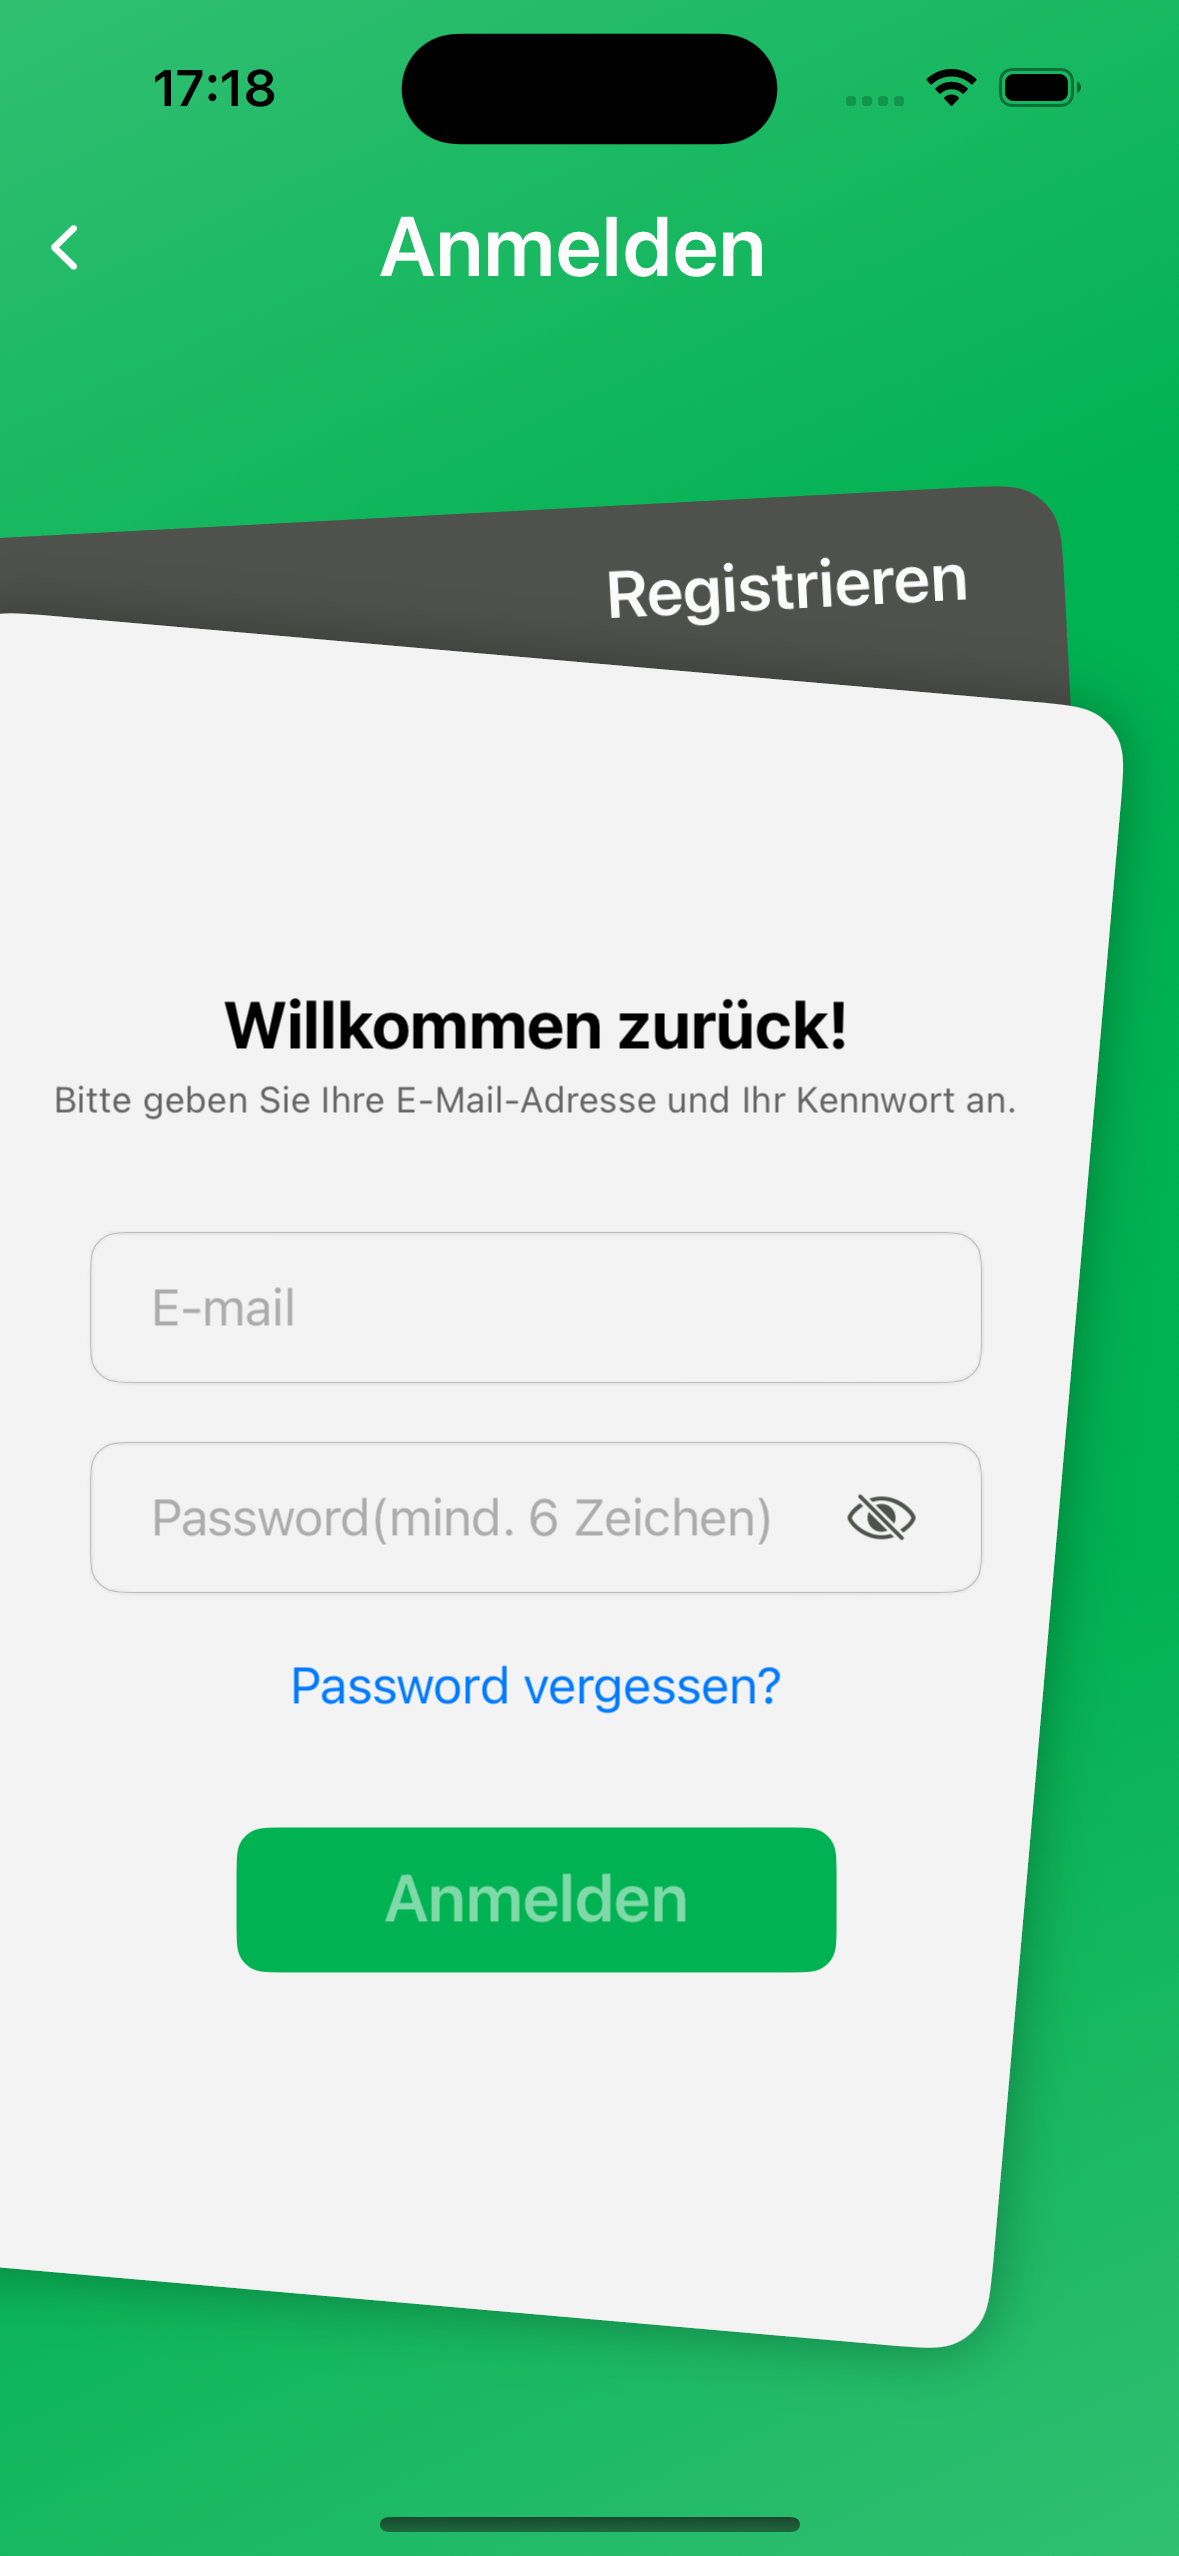 17:18
Anmelden
Registrieren
Willkommen zurück!
Bitte geben Sie Ihre E-Mail-Adresse und Ihr Kennwort an.
E-mail
Password(mind. 6 Zeichen)
Password vergessen?
Anmelden